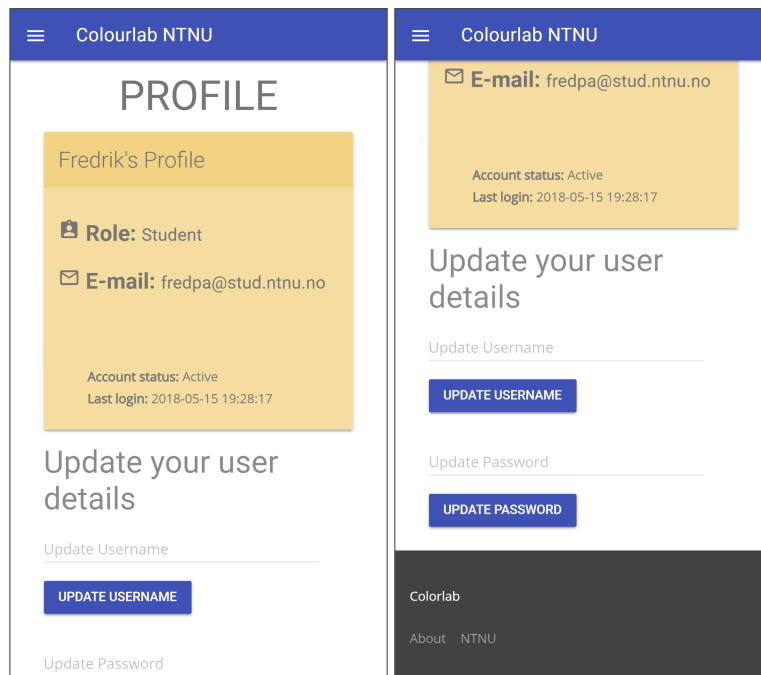 Colourlab NTNU
PROFILE
Fredrik's Profile
Role: Student
E-mail: fredpa@stud.ntnu.no
Account status: Active
Last login: 2018-05-15 19:28:17
Update your user
details
Update Username
UPDATE USERNAME
Update Password
Colourlab NTNU
E-mail: fredpa@stud.ntnu.no
Account status: Active
Last login: 2018-05-15 19:28:17
Update your user
details
Update Username
UPDATE USERNAME
Update Password
UPDATE PASSWORD
Colorlab
About NTNU